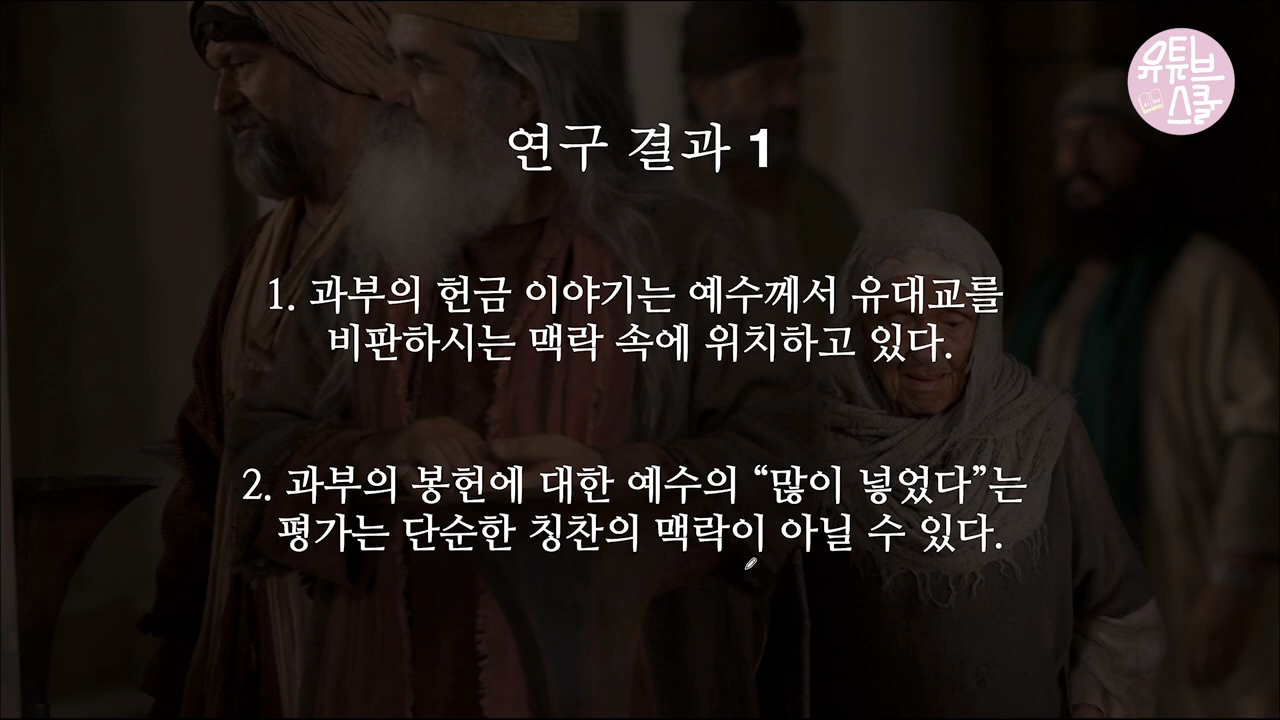 유튜브
스쿨
연구 결과 1
1. 과부의 헌금 이야기는 예수께서 유대교를
비판하시는 맥락 속에 위치하고 있다.
2. 과부의 봉헌에 대한 예수의 “많이 넣었다”는
평가는 단순한 칭찬의 맥락이 아닐 수 있다.